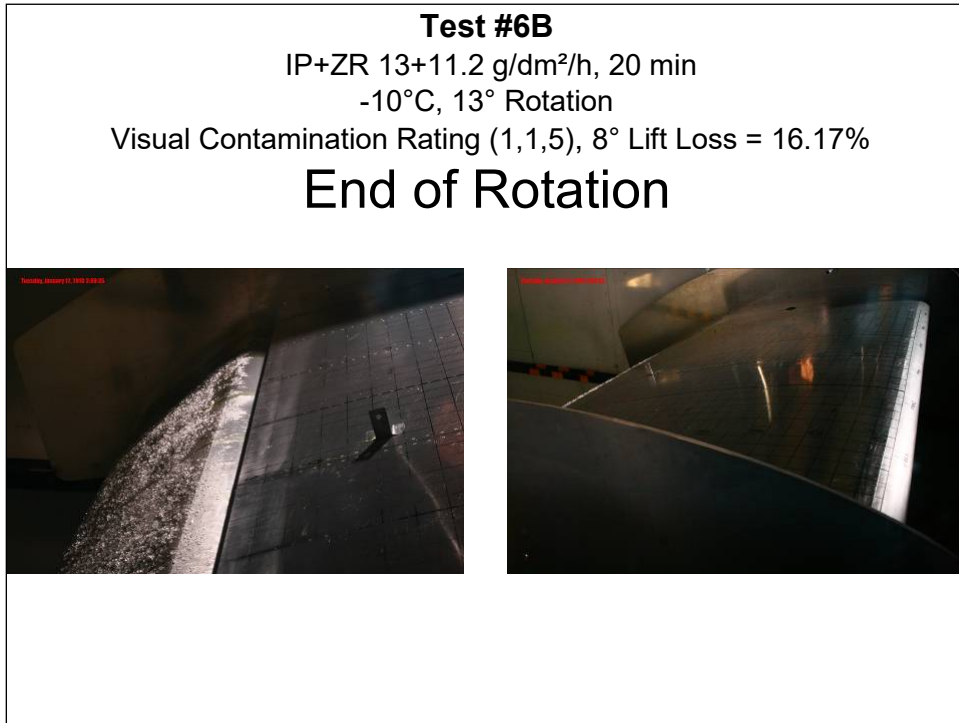 Test #6B
IP+ZR 13+11.2 g/dm²/h, 20 min
-10°C, 13° Rotation
Visual Contamination Rating (1,1,5), 8° Lift Loss = 16.17%
End of Rotation